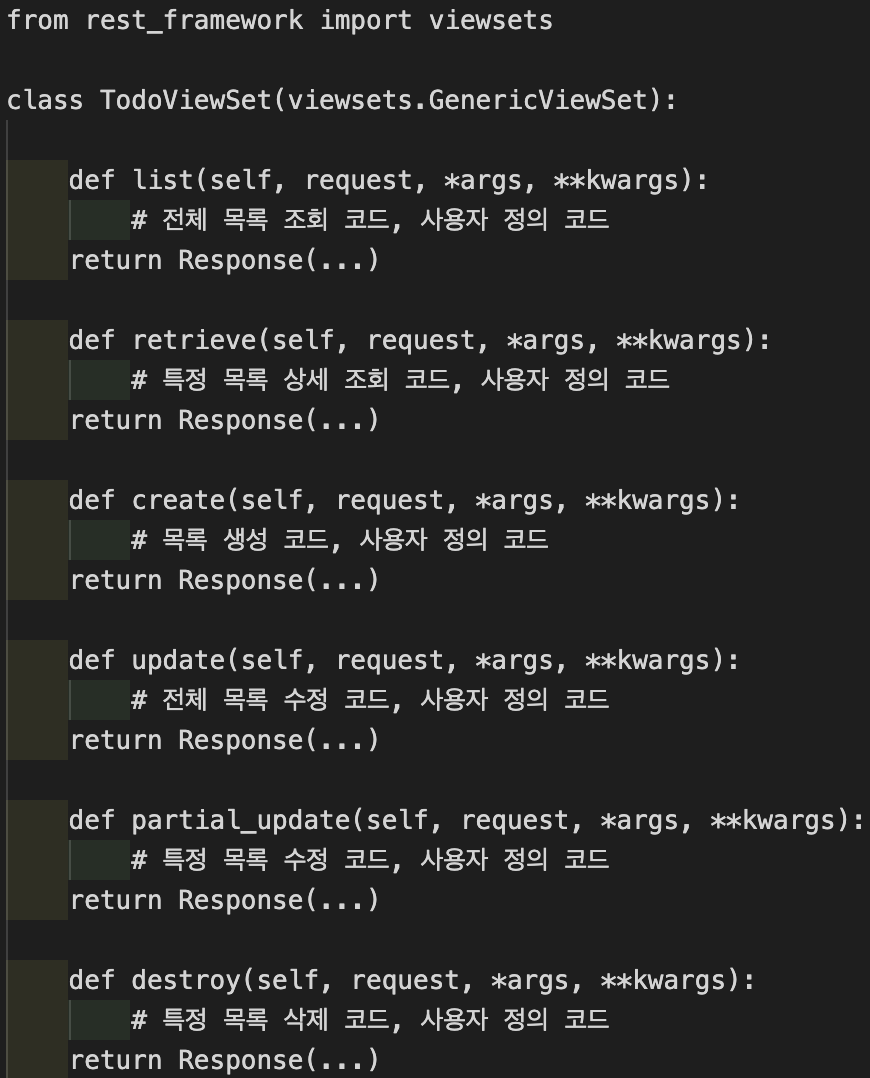 from rest_framework import viewsets
class TodoViewSet(viewsets.GenericViewSet):
    def list(self, request, *args, **kwargs):
        # 전체 목록 조회 코드, 사용자 정의 코드
    return Response(...)
    def retrieve(self, request, *args, **kwargs):
        # 특정 목록 상세 조회 코드, 사용자 정의 코드
    return Response(...)
    def create(self, request, *args, **kwargs):
        # 목록 생성 코드, 사용자 정의 코드
    return Response(...)
    def update(self, request, *args, **kwargs):
        # 전체 목록 수정 코드, 사용자 정의 코드
    return Response(...)
    def partial_update(self, request, *args, **kwargs):
        # 특정 목록 수정 코드, 사용자 정의 코드
    return Response(...)
    def destroy(self, request, *args, **kwargs):
        # 특정 목록 삭제 코드, 사용자 정의 코드
    return Response(...)